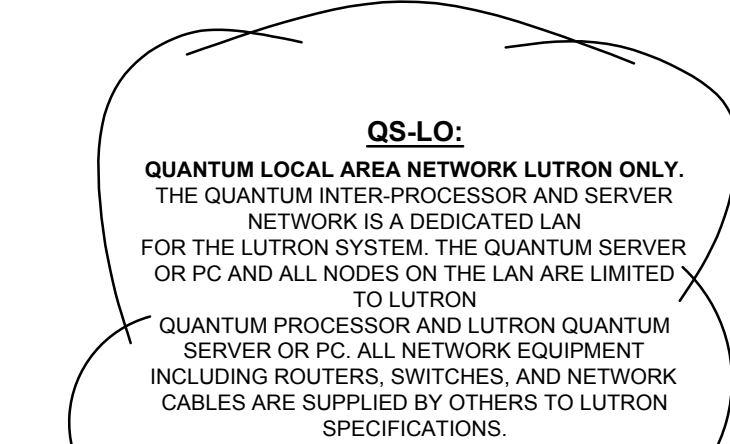 QS-LO:
QUANTUM LOCAL AREA NETWORK LUTRON ONLY.
THE QUANTUM INTER-PROCESSOR AND SERVER
NETWORK IS A DEDICATED LAN
FOR THE LUTRON SYSTEM. THE QUANTUM SERVER
OR PC AND ALL NODES ON THE LAN ARE LIMITED
TO LUTRON
QUANTUM PROCESSOR AND LUTRON QUANTUM
SERVER OR PC. ALL NETWORK EQUIPMENT
INCLUDING ROUTERS, SWITCHES, AND NETWORK
CABLES ARE SUPPLIED BY OTHERS TO LUTRON
SPECIFICATIONS.